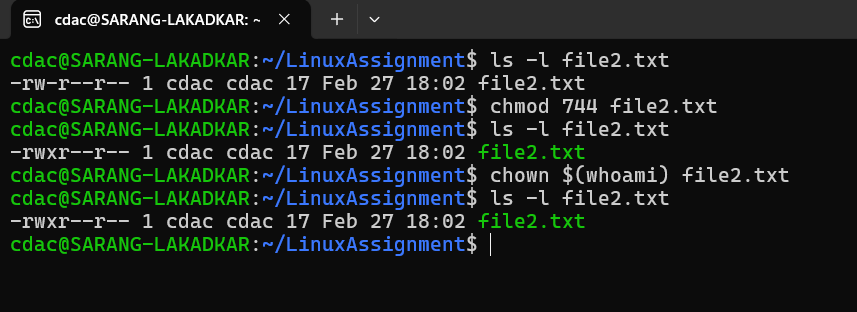 cdac@SARANG-LAKADKAR: ~
cdac@SARANG-LAKADKAR:~/LinuxAssignment$ ls -l file2.txt
-rw-r--r-- 1 cdac cdac 17 Feb 27 18:02 file2.txt
cdac@SARANG-LAKADKAR:~/LinuxAssignment$ chmod 744 file2.txt
cdac@SARANG-LAKADKAR:~/LinuxAssignment$ ls -l file2.txt
-rwxr--r-- 1 cdac cdac 17 Feb 27 18:02 file2.txt
cdac@SARANG-LAKADKAR:~/LinuxAssignment$ chown $(whoami) file2.txt
cdac@SARANG-LAKADKAR:~/LinuxAssignment$ ls -l file2.txt
-rwxr--r-- 1 cdac cdac 17 Feb 27 18:02 file2.txt
cdac@SARANG-LAKADKAR:~/LinuxAssignment$